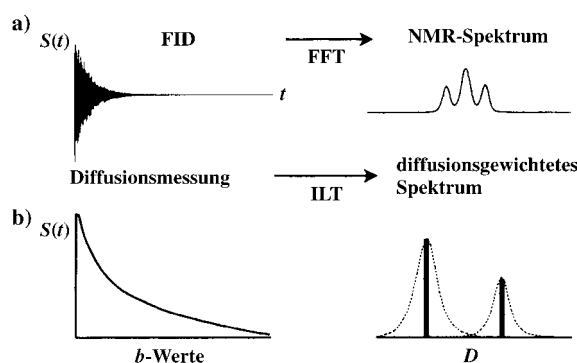 a)
S(t)
FID
FFT
NMR-Spektrum
t
Diffusionsmessung
ILT
diffusionsgewichtetes
Spektrum
b)
S(t)
b-Werte
D